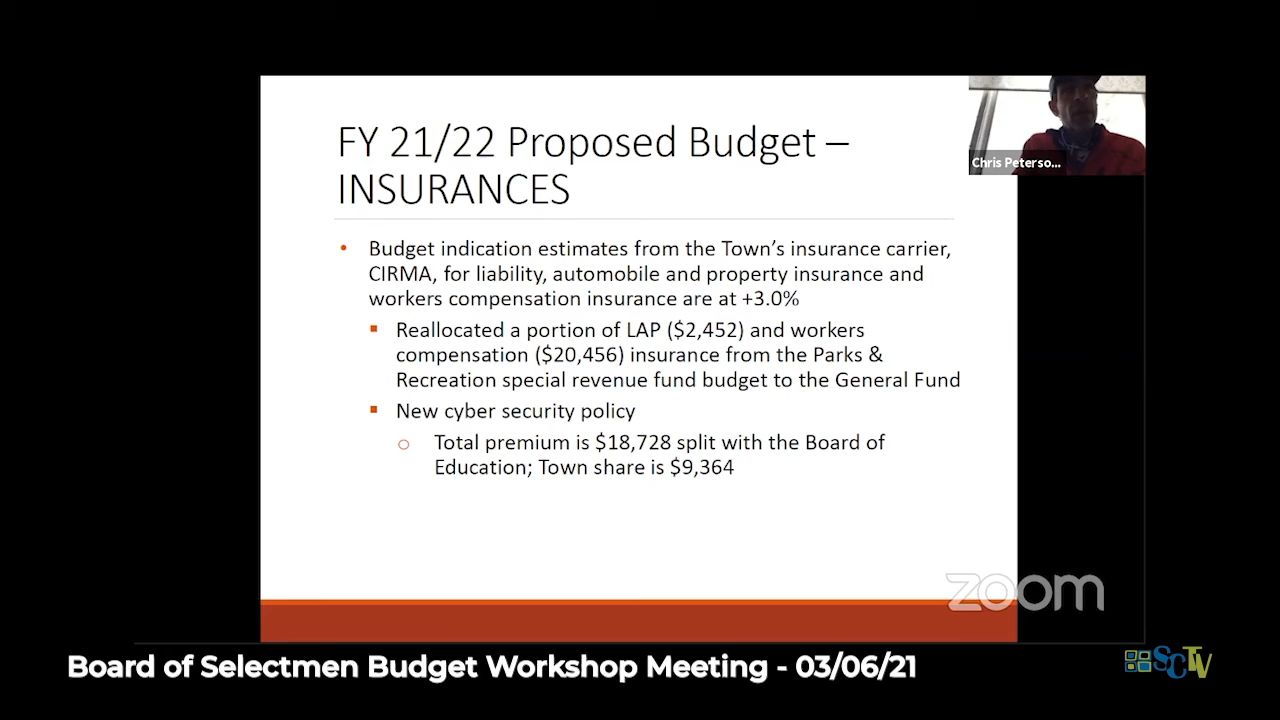 FY 21/22 Proposed Budget –
INSURANCES
Chris Peterso...
• Budget indication estimates from the Town’s insurance carrier,
CIRMA, for liability, automobile and property insurance and
workers compensation insurance are at +3.0%
▪ Reallocated a portion of LAP ($2,452) and workers
compensation ($20,456) insurance from the Parks &
Recreation special revenue fund budget to the General Fund
▪ New cyber security policy
o Total premium is $18,728 split with the Board of
Education; Town share is $9,364
zoom
Board of Selectmen Budget Workshop Meeting - 03/06/21
SCTV